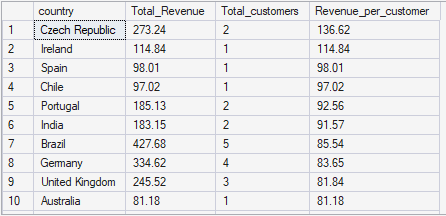 country Total_Revenue Total_customers Revenue_per_customer
1 Czech Republic 273.24 2 136.62
2 Ireland 114.84 1 114.84
3 Spain 98.01 1 98.01
4 Chile 97.02 1 97.02
5 Portugal 185.13 2 92.56
6 India 183.15 2 91.57
7 Brazil 427.68 5 85.54
8 Germany 334.62 4 83.65
9 United Kingdom 245.52 3 81.84
10 Australia 81.18 1 81.18